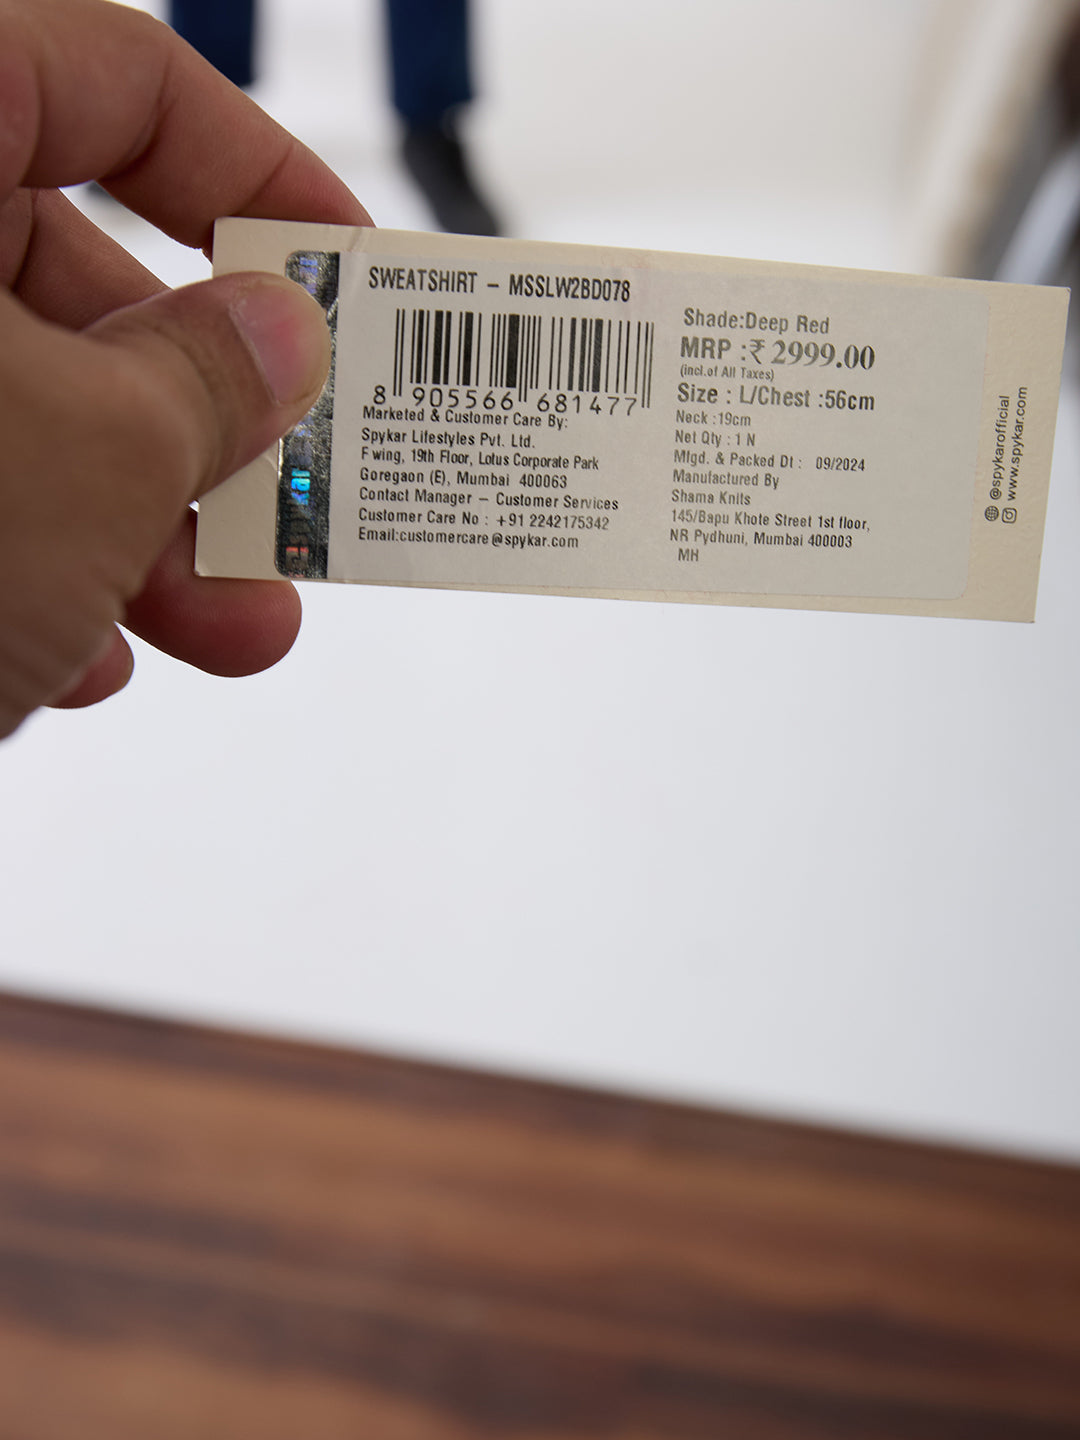 SWEATSHIRT – MSSLW2BD078
8 905566 681477
Marketed & Customer Care By:
Spykar Lifestyles Pvt. Ltd.
F wing, 19th Floor, Lotus Corporate Park
Goregaon (E), Mumbai 400063
Contact Manager – Customer Services
Customer Care No : +91 2242175342
Email:customercare@spykar.com
Shade:Deep Red
MRP :₹ 2999.00
(incl.of All Taxes)
Size : L/Chest :56cm
Neck :19cm
Net Qty : 1 N
Mfgd. & Packed Dt : 09/2024
Manufactured By
Shama Knits
145/Bapu Khote Street 1st floor,
NR Pydhuni, Mumbai 400003
MH
@spykarofficial
www.spykar.com